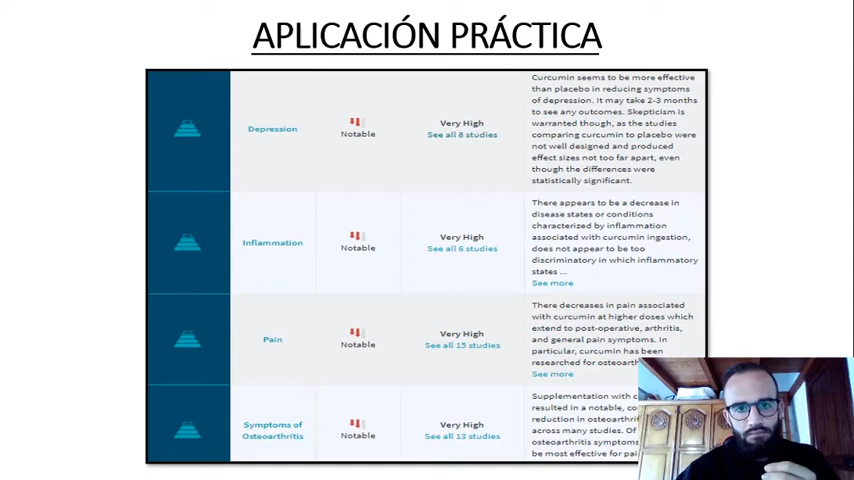 APLICACIÓN PRÁCTICA
Depression
Notable
Very High
See all 8 studies
Curcumin seems to be more effective
than placebo in reducing symptoms
of depression. It may take 2-3 months
to see any outcomes. Skepticism is
warranted though, as the studies
comparing curcumin to placebo were
not well designed and produced
effect sizes not too far apart, even
though the differences were
statistically significant.
Inflammation
Notable
Very High
See all 6 studies
There appears to be a decrease in
disease states or conditions
characterized by inflammation
associated with curcumin ingestion,
does not appear to be too
discriminatory in which inflammatory
states ...
See more
Pain
Notable
Very High
See all 15 studies
There decreases in pain associated
with curcumin at higher doses which
extend to post-operative, arthritis,
and general pain symptoms. In
particular, curcumin has been
researched for
See more
Symptoms of
Osteoarthritis
Notable
Very High
See all 13 studies
Supplementation with
resulted in a notable,
reduction in
across many studies. Of
osteoarthritis symptoms
be most effective for